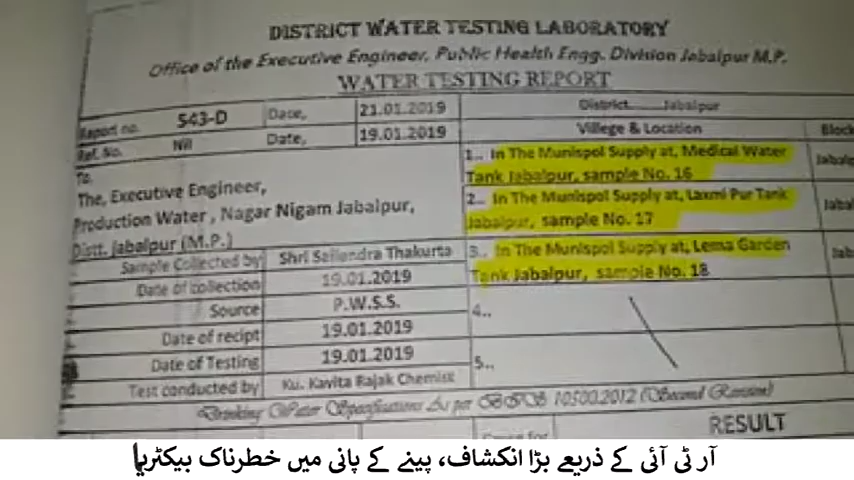 DISTRICT WATER TESTING LABORATORY
Office of the Executive Engineer, Public Health Engg. Division Jabalpur M.P.
WATER TESTING REPORT
Report no. 543-D Date, 21.01.2019 District........Jabalpur
Ref. No. Nil Date, 19.01.2019 Villege & Location Block
To.
The, Executive Engineer,
Production Water , Nagar Nigam Jabalpur,
Distt. Jabalpur (M.P.)
1.. In The Munispol Supply at, Medical Water
Tank Jabalpur, sample No. 16
2.. In The Munispol Supply at, Laxmi Pur Tank
Jabalpur, sample No. 17
3.. In The Munispol Supply at, Lema Garden
Tank Jabalpur, sample No. 18
4..
5..
Sample Collected by Shri Sailendra Thakurta
Date of collection 19.01.2019
Source P.W.S.S.
Date of recipt 19.01.2019
Date of Testing 19.01.2019
Test conducted by Ku. Kavita Rajak Chemist
Drinking Water Specifications As per BIS 10500.2012 (Second Revision)
RESULT
آر ٹی آئی کے ذریعے بڑا انکشاف، پینے کے پانی میں خطرناک بیکٹریا